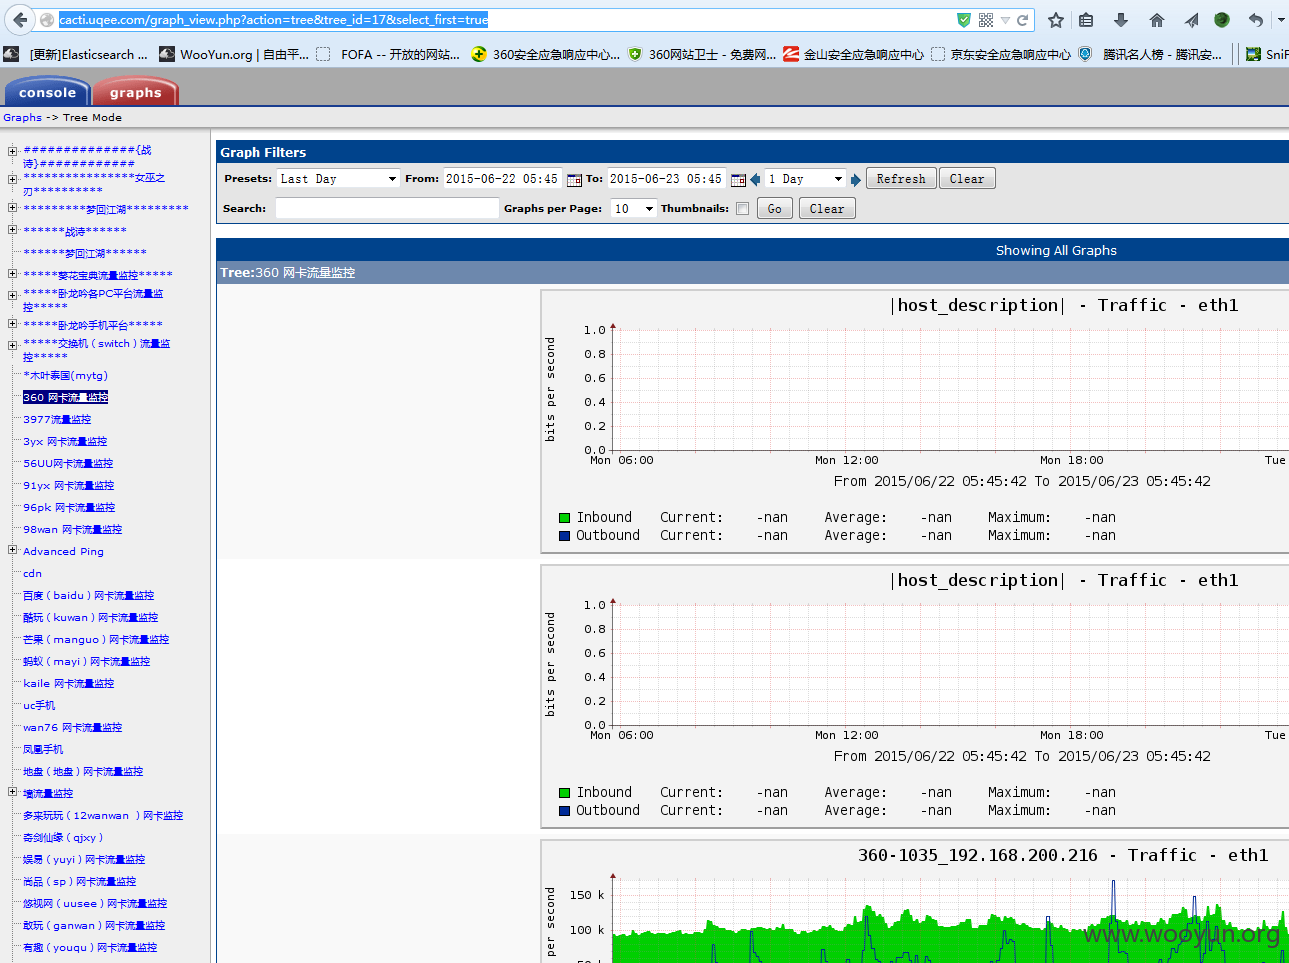 cacti.uqee.com/graph_view.php?action=tree&tree_id=17&select_first=true
[更新]Elasticsearch ... WooYun.org | 自由平... FOFA -- 开放的网站... 360安全应急响应中心... 360网站卫士 - 免费网... 金山安全应急响应中心 京东安全应急响应中心 腾讯名人榜 - 腾讯安... Snif
console graphs
Graphs -> Tree Mode
##############{战
诗}############
****************女巫之
刃**********
*********梦回江湖*********
******战诗******
******梦回江湖******
*****葵花宝典流量监控*****
*****卧龙吟各PC平台流量监
控*****
*****卧龙吟手机平台*****
*****交换机（switch）流量监
控*****
*木叶泰国(mytg)
360 网卡流量监控
3977流量监控
3yx 网卡流量监控
56UU网卡流量监控
91yx 网卡流量监控
96pk 网卡流量监控
98wan 网卡流量监控
Advanced Ping
cdn
百度（baidu）网卡流量监控
酷玩（kuwan）网卡流量监控
芒果（manguo）网卡流量监控
蚂蚁（mayi）网卡流量监控
kaile 网卡流量监控
uc手机
wan76 网卡流量监控
凤凰手机
地盘（地盘）网卡流量监控
墙流量监控
多来玩玩（12wanwan ）网卡流量监控
奇剑仙缘（qjxy）
娱易（yuyi）网卡流量监控
尚品（sp）网卡流量监控
悠视网（uusee）网卡流量监控
敢玩（ganwan）网卡流量监控
有趣（youqu）网卡流量监控
Graph Filters
Presets: Last Day From: 2015-06-22 05:45 To: 2015-06-23 05:45 1 Day Refresh Clear
Search: Graphs per Page: 10 Thumbnails: Go Clear
Showing All Graphs
Tree:360 网卡流量监控
|host_description| - Traffic - eth1
bits per second
1.0
0.8
0.6
0.4
0.2
0.0
Mon 06:00 Mon 12:00 Mon 18:00 Tue
From 2015/06/22 05:45:42 To 2015/06/23 05:45:42
Inbound Current: -nan Average: -nan Maximum: -nan
Outbound Current: -nan Average: -nan Maximum: -nan
|host_description| - Traffic - eth1
bits per second
1.0
0.8
0.6
0.4
0.2
0.0
Mon 06:00 Mon 12:00 Mon 18:00 Tue
From 2015/06/22 05:45:42 To 2015/06/23 05:45:42
Inbound Current: -nan Average: -nan Maximum: -nan
Outbound Current: -nan Average: -nan Maximum: -nan
360-1035_192.168.200.216 - Traffic - eth1
per second
150 k
100 k
50 k
www.wooyun.org